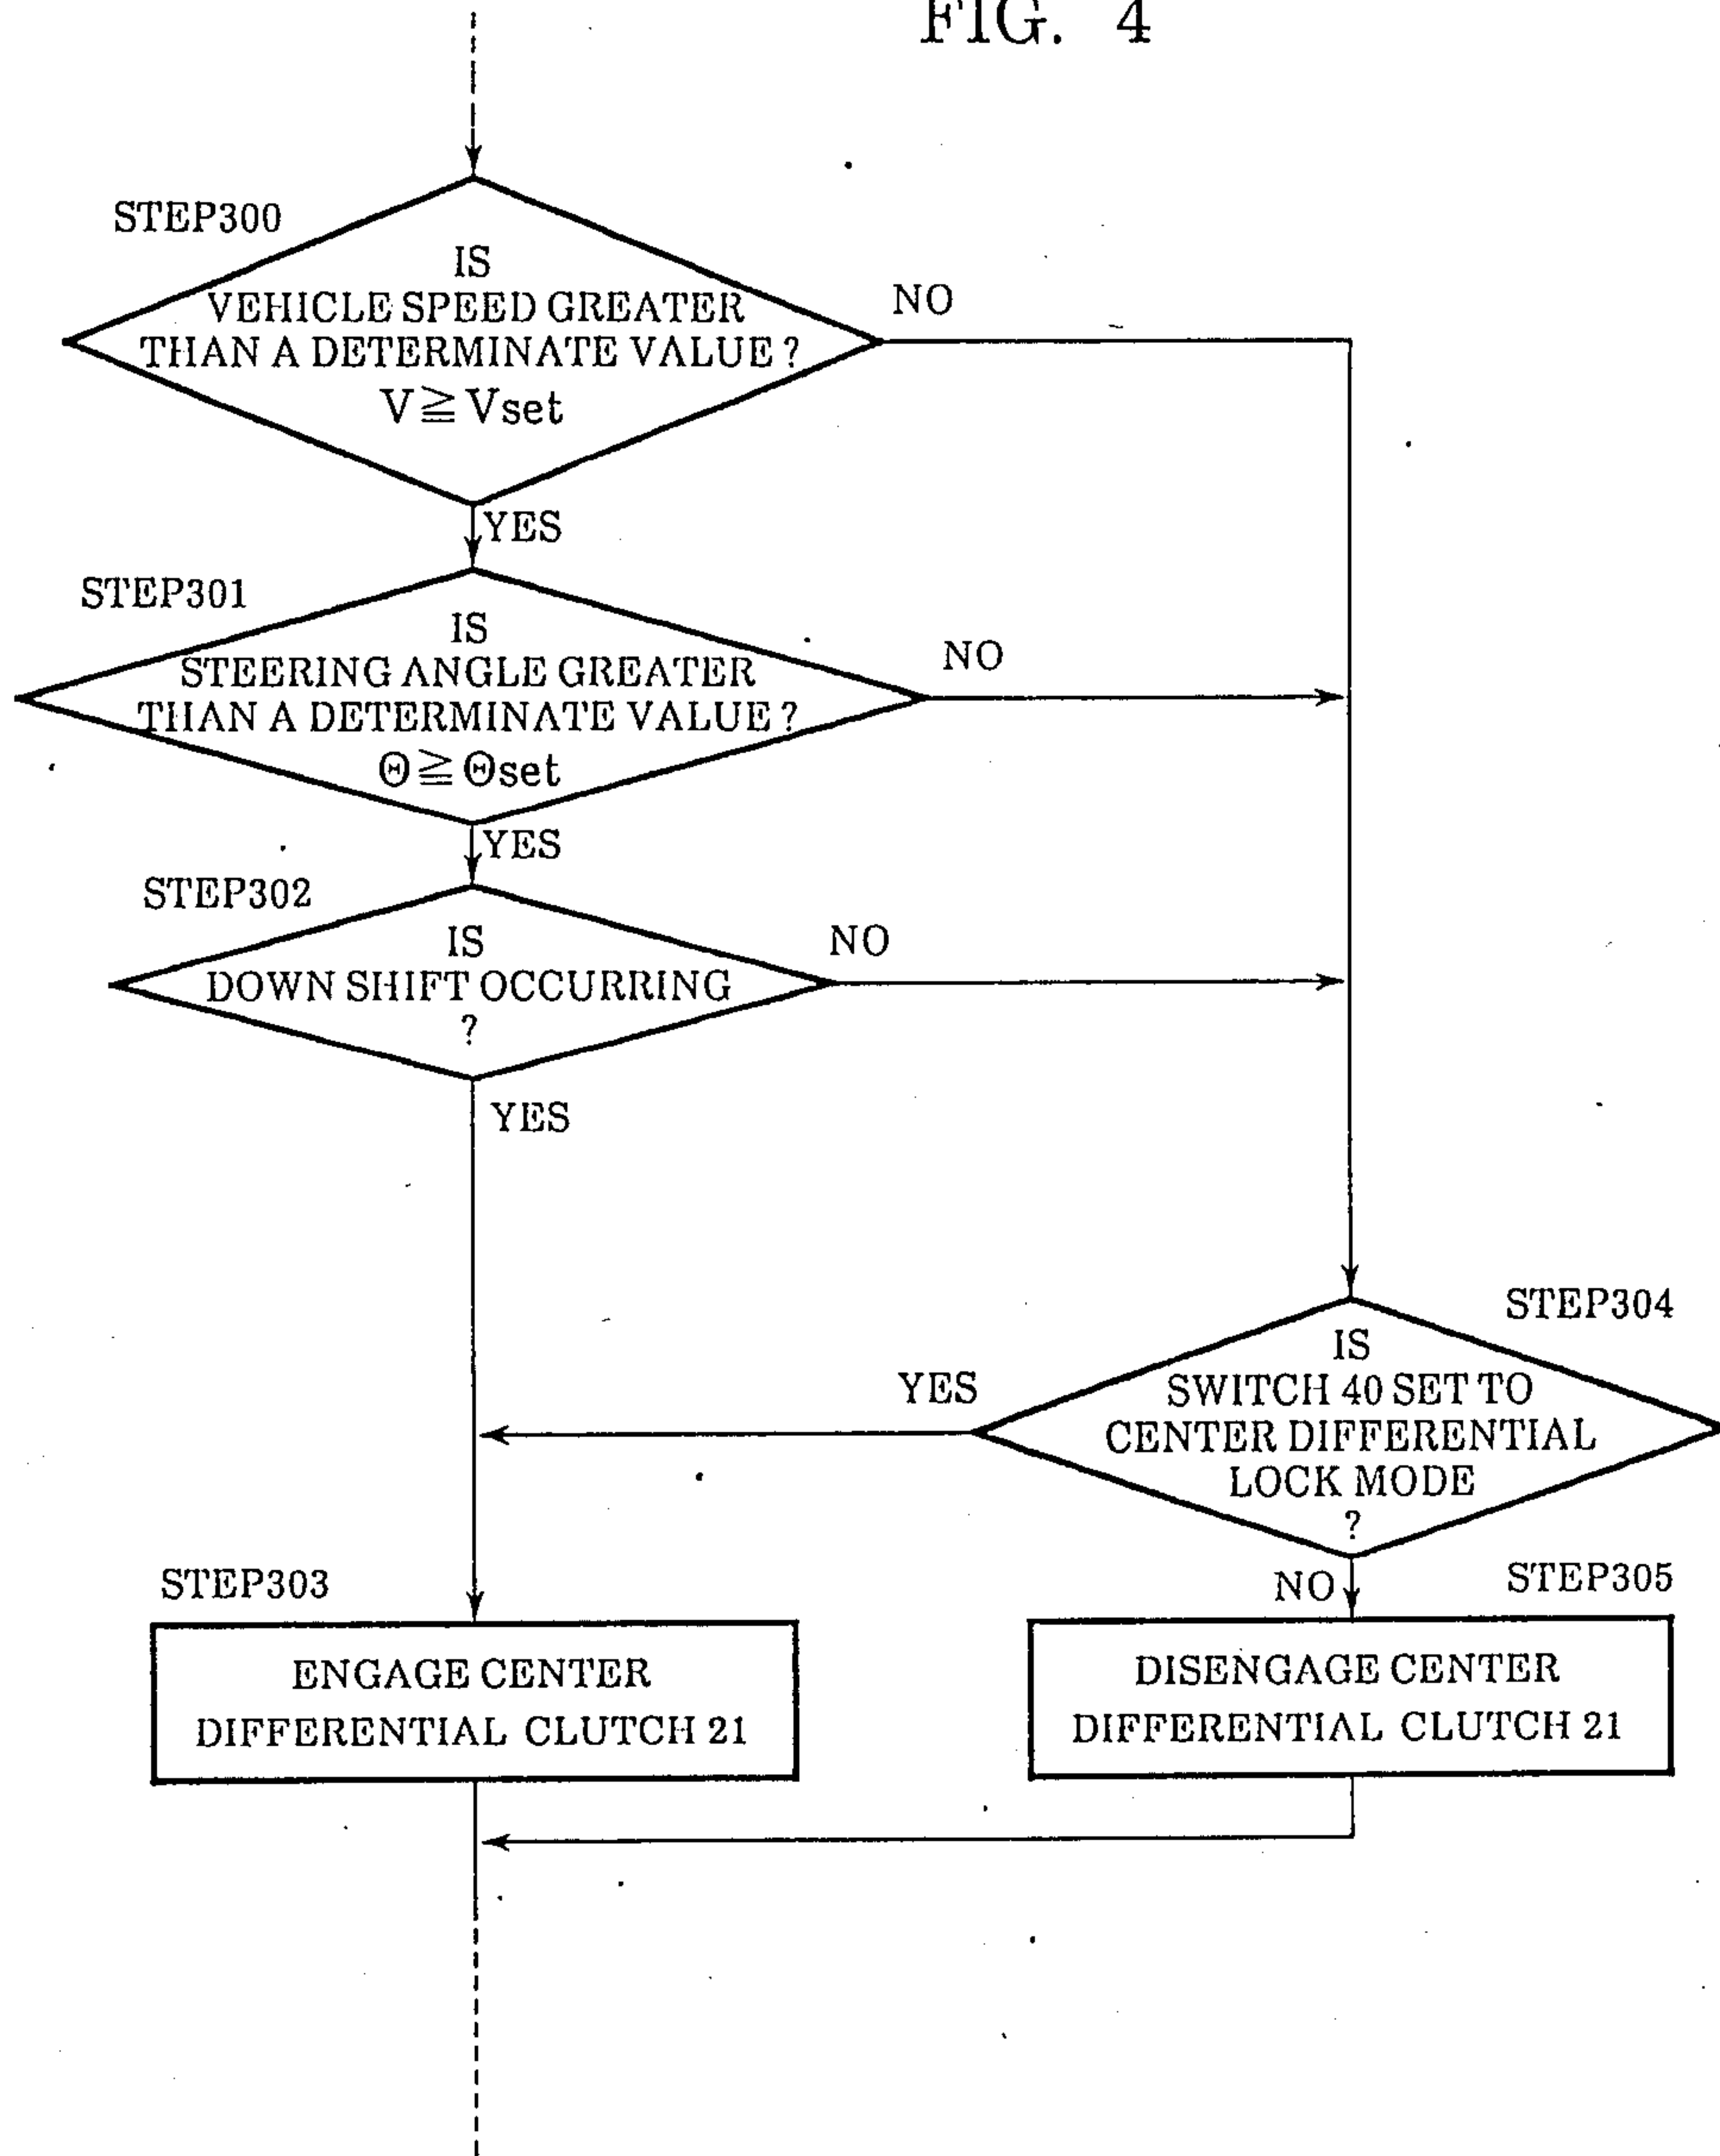 FIG. 4
STEP300
IS
VEHICLE SPEED GREATER
THAN A DETERMINATE VALUE ?
V≧Vset
NO
YES
STEP301
IS
STEERING ANGLE GREATER
THAN A DETERMINATE VALUE ?
Θ≧Θset
NO
YES
STEP302
IS
DOWN SHIFT OCCURRING
?
NO
YES
STEP304
IS
SWITCH 40 SET TO
CENTER DIFFERENTIAL
LOCK MODE
?
YES
NO
STEP303
ENGAGE CENTER
DIFFERENTIAL CLUTCH 21
STEP305
DISENGAGE CENTER
DIFFERENTIAL CLUTCH 21